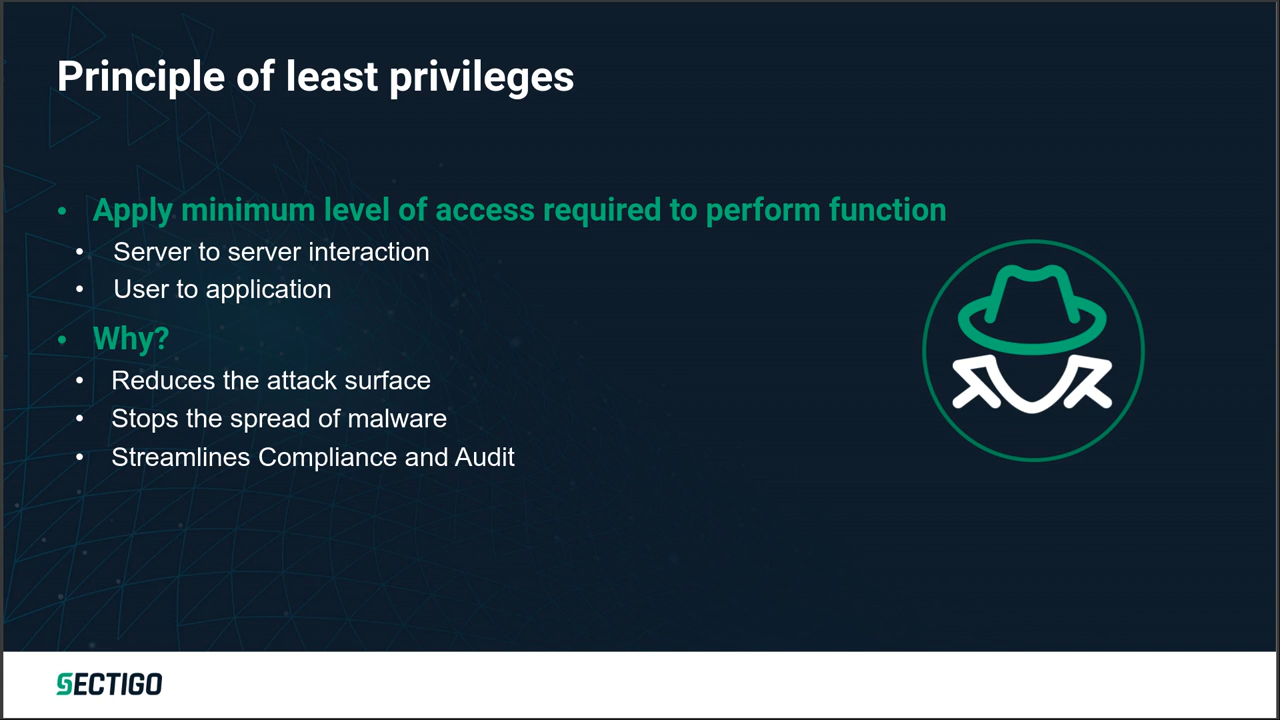 Principle of least privileges
• Apply minimum level of access required to perform function
• Server to server interaction
• User to application
• Why?
• Reduces the attack surface
• Stops the spread of malware
• Streamlines Compliance and Audit
SECTIGO